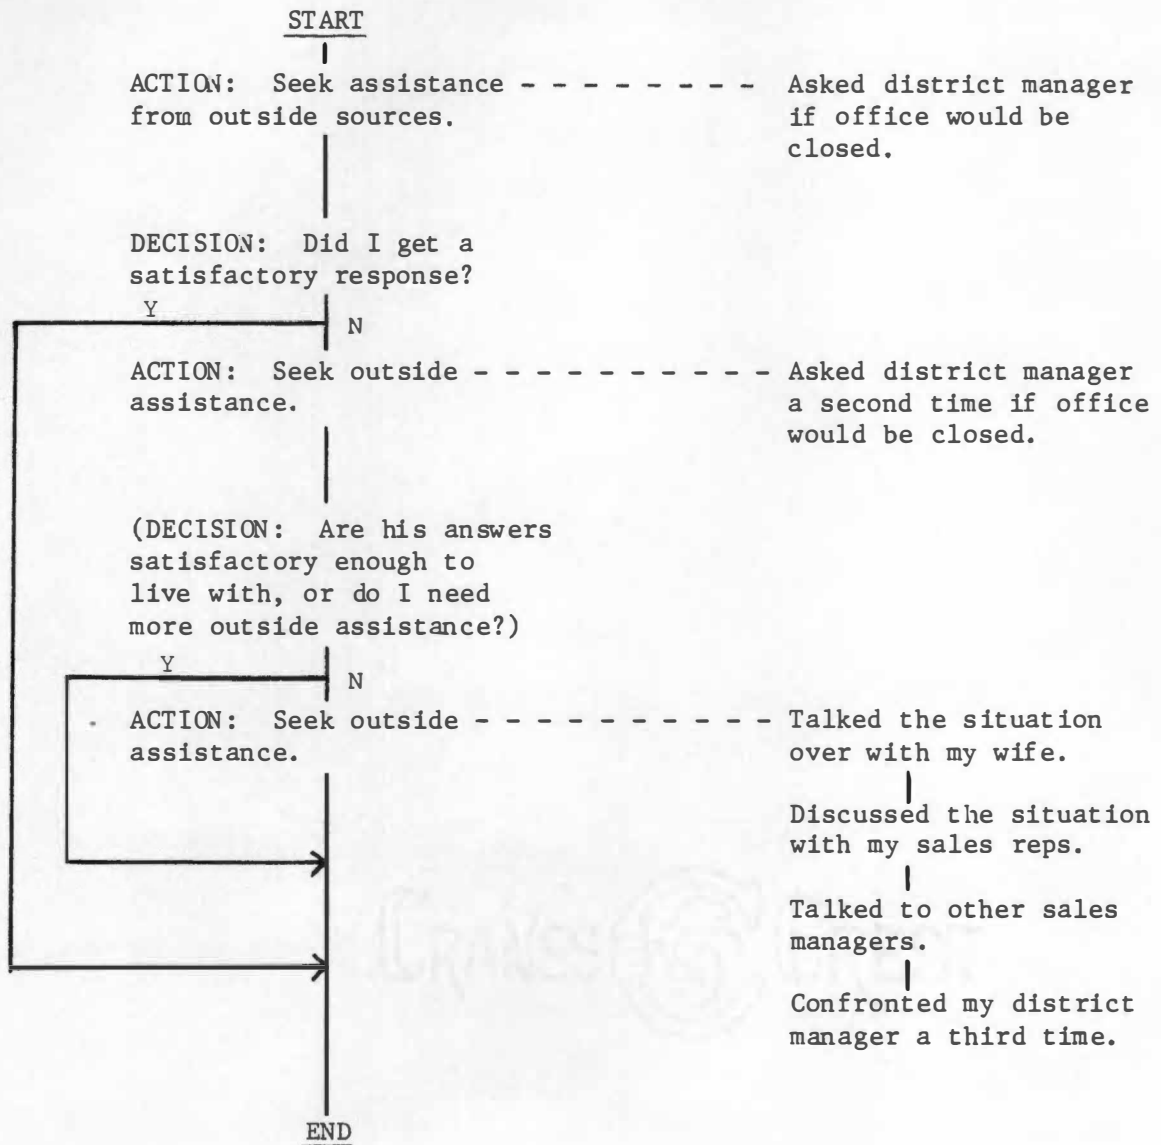 START
ACTION: Seek assistance - - - - - - - - Asked district manager
from outside sources. if office would be
closed.
DECISION: Did I get a
satisfactory response?
Y
N
ACTION: Seek outside - - - - - - - - - - Asked district manager
assistance. a second time if office
would be closed.
(DECISION: Are his answers
satisfactory enough to
live with, or do I need
more outside assistance?)
Y
N
ACTION: Seek outside - - - - - - - - - - Talked the situation
assistance. over with my wife.
Discussed the situation
with my sales reps.
Talked to other sales
managers.
Confronted my district
manager a third time.
END